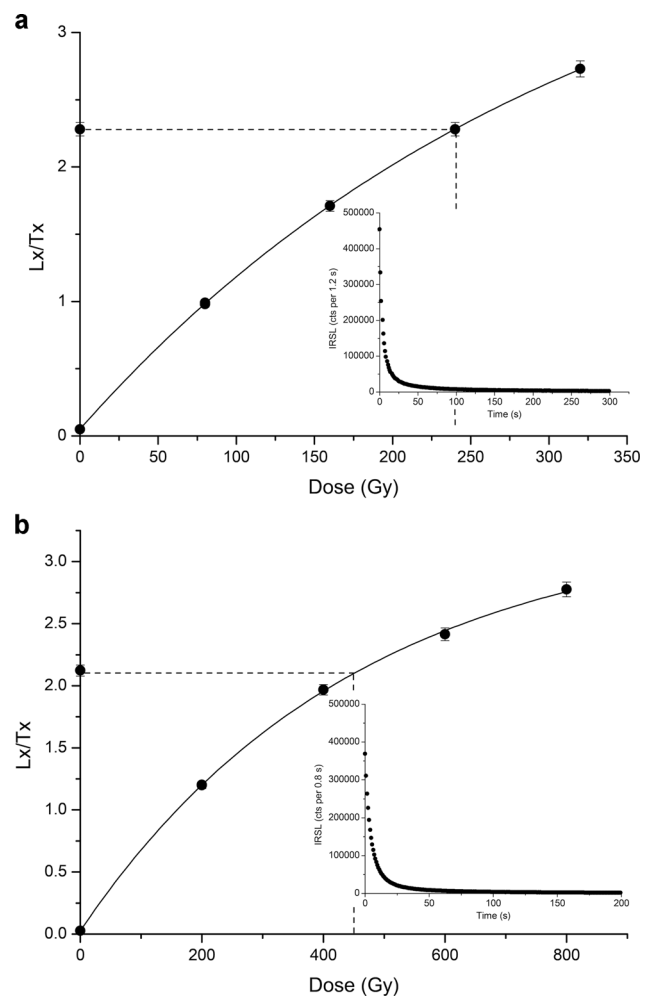 a
3
2
1
0
Lx/Tx
0 50 100 150 200 250 300 350
Dose (Gy)
500000
400000
300000
200000
100000
0
IRSL (cts per 1.2 s)
0 50 100 150 200 250 300
Time (s)
b
3.0
2.5
2.0
1.5
1.0
0.5
0.0
Lx/Tx
0 200 400 600 800
Dose (Gy)
500000
400000
300000
200000
100000
0
IRSL (cts per 0.8 s)
0 50 100 150 200
Time (s)